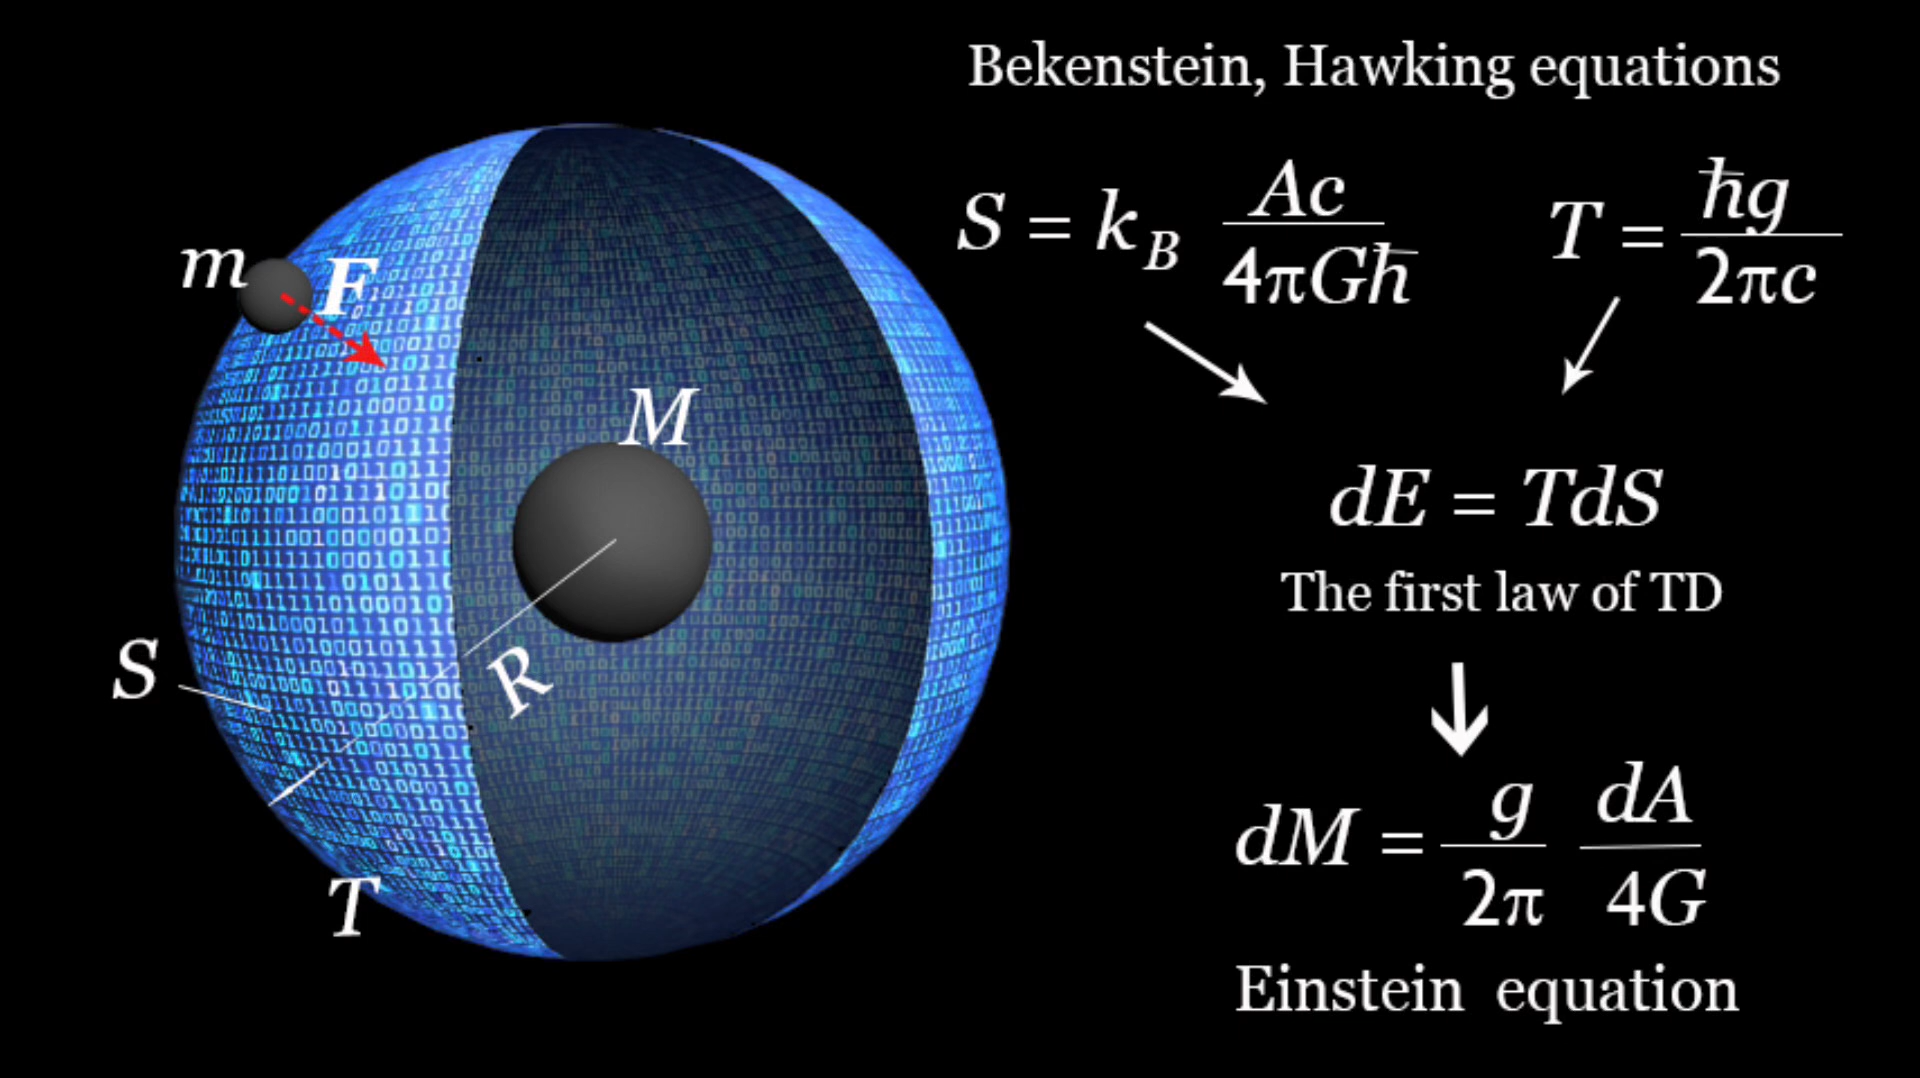 Bekenstein, Hawking equations
S = k_B Ac / 4πGħ
T = ħg / 2πc
m
F
M
dE = TdS
The first law of TD
R
S
T
dM = g / 2π dA / 4G
Einstein equation